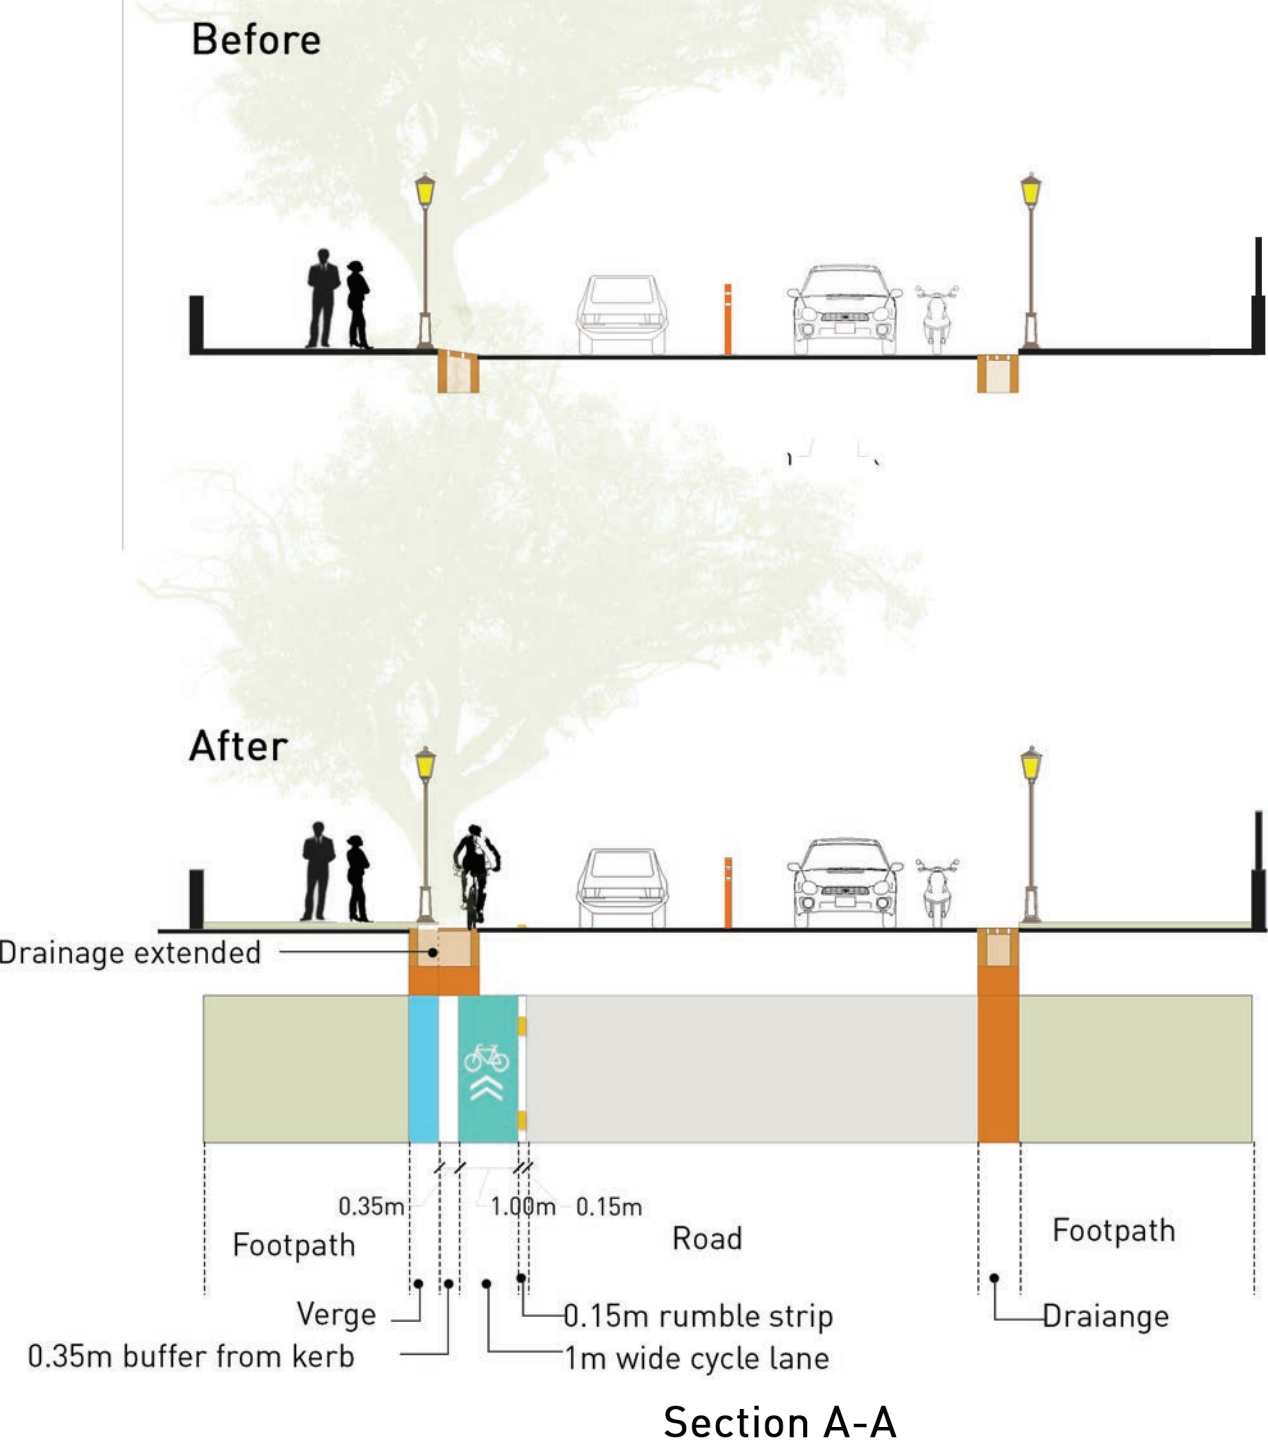 Before
After
Drainage extended
0.35m
1.00m
0.15m
Footpath
Road
Footpath
Verge
0.15m rumble strip
Draiange
0.35m buffer from kerb
1m wide cycle lane
Section A-A